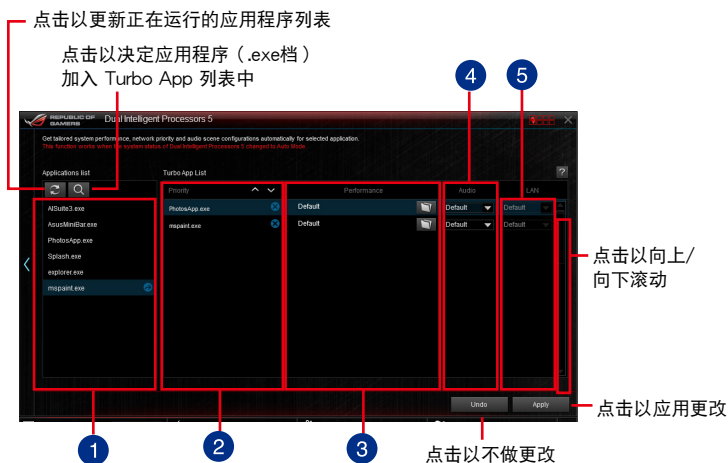 点击以更新正在运行的应用程序列表
点击以决定应用程序（.exe档）
加入 Turbo App 列表中
4
5
REPUBLIC OF
GAMERS
Dual Intelligent Processors 5
Get tailored system performance, network priority and audio scene configurations automatically for selected application.
This function works when the system status of Dual Intelligent Processors 5 changed to Auto Mode.
Applications list
Turbo App List
?
Priority
Performance
Audio
LAN
AISuite3.exe
PhotosApp.exe
Default
Default
Default
AsusMiniBar.exe
mspaint.exe
Default
Default
Default
PhotosApp.exe
Splash.exe
explorer.exe
mspaint.exe
点击以向上/
向下滚动
Undo
Apply
点击以应用更改
1
2
3
点击以不做更改